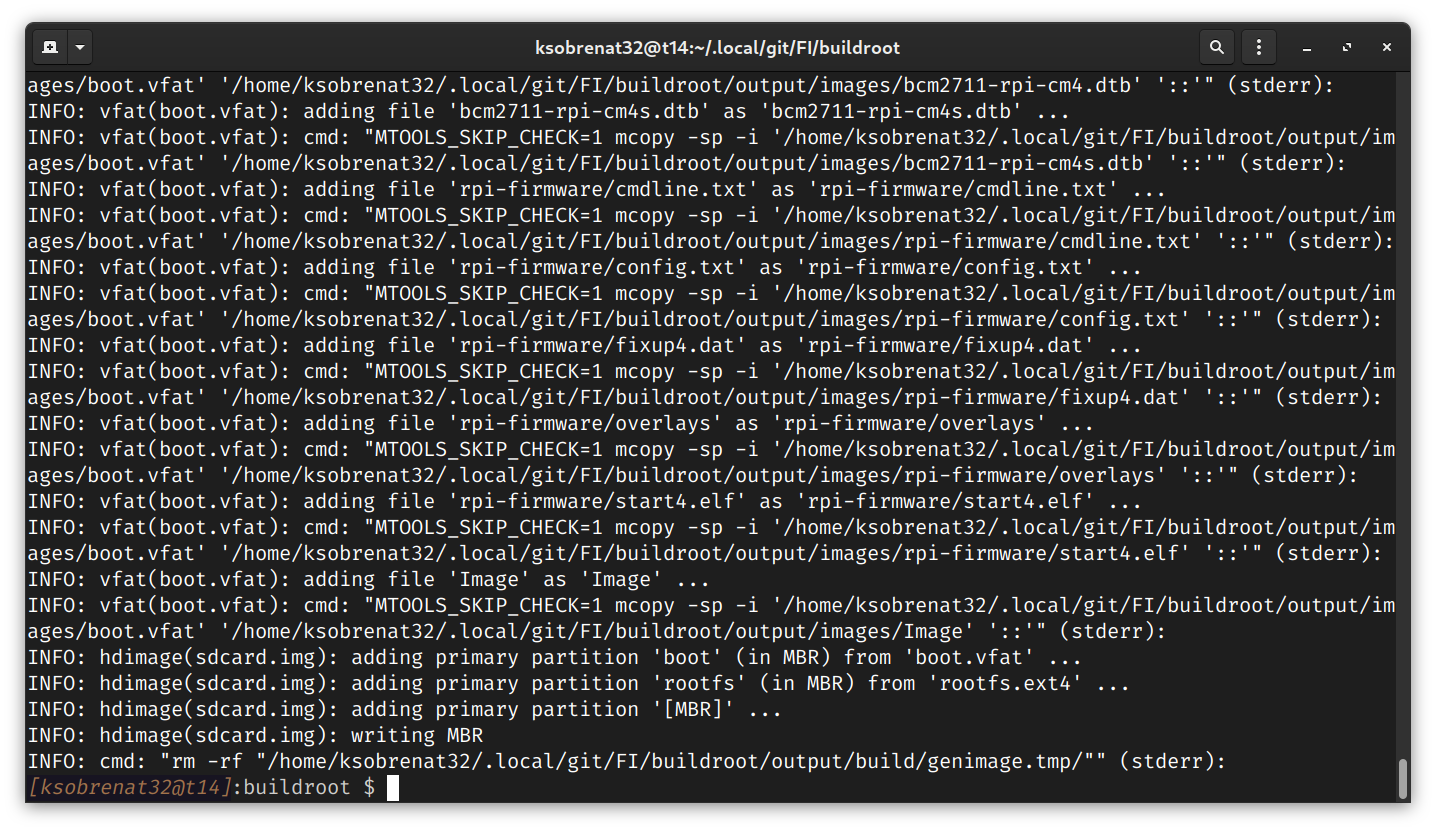 ksobrenat32@t14:~/.local/git/FI/buildroot
ages/boot.vfat' '/home/ksobrenat32/.local/git/FI/buildroot/output/images/bcm2711-rpi-cm4.dtb' '::'" (stderr):
INFO: vfat(boot.vfat): adding file 'bcm2711-rpi-cm4s.dtb' as 'bcm2711-rpi-cm4s.dtb' ...
INFO: vfat(boot.vfat): cmd: "MTOOLS_SKIP_CHECK=1 mcopy -sp -i '/home/ksobrenat32/.local/git/FI/buildroot/output/im
ages/boot.vfat' '/home/ksobrenat32/.local/git/FI/buildroot/output/images/bcm2711-rpi-cm4s.dtb' '::'" (stderr):
INFO: vfat(boot.vfat): adding file 'rpi-firmware/cmdline.txt' as 'rpi-firmware/cmdline.txt' ...
INFO: vfat(boot.vfat): cmd: "MTOOLS_SKIP_CHECK=1 mcopy -sp -i '/home/ksobrenat32/.local/git/FI/buildroot/output/im
ages/boot.vfat' '/home/ksobrenat32/.local/git/FI/buildroot/output/images/rpi-firmware/cmdline.txt' '::'" (stderr):
INFO: vfat(boot.vfat): adding file 'rpi-firmware/config.txt' as 'rpi-firmware/config.txt' ...
INFO: vfat(boot.vfat): cmd: "MTOOLS_SKIP_CHECK=1 mcopy -sp -i '/home/ksobrenat32/.local/git/FI/buildroot/output/im
ages/boot.vfat' '/home/ksobrenat32/.local/git/FI/buildroot/output/images/rpi-firmware/config.txt' '::'" (stderr):
INFO: vfat(boot.vfat): adding file 'rpi-firmware/fixup4.dat' as 'rpi-firmware/fixup4.dat' ...
INFO: vfat(boot.vfat): cmd: "MTOOLS_SKIP_CHECK=1 mcopy -sp -i '/home/ksobrenat32/.local/git/FI/buildroot/output/im
ages/boot.vfat' '/home/ksobrenat32/.local/git/FI/buildroot/output/images/rpi-firmware/fixup4.dat' '::'" (stderr):
INFO: vfat(boot.vfat): adding file 'rpi-firmware/overlays' as 'rpi-firmware/overlays' ...
INFO: vfat(boot.vfat): cmd: "MTOOLS_SKIP_CHECK=1 mcopy -sp -i '/home/ksobrenat32/.local/git/FI/buildroot/output/im
ages/boot.vfat' '/home/ksobrenat32/.local/git/FI/buildroot/output/images/rpi-firmware/overlays' '::'" (stderr):
INFO: vfat(boot.vfat): adding file 'rpi-firmware/start4.elf' as 'rpi-firmware/start4.elf' ...
INFO: vfat(boot.vfat): cmd: "MTOOLS_SKIP_CHECK=1 mcopy -sp -i '/home/ksobrenat32/.local/git/FI/buildroot/output/im
ages/boot.vfat' '/home/ksobrenat32/.local/git/FI/buildroot/output/images/rpi-firmware/start4.elf' '::'" (stderr):
INFO: vfat(boot.vfat): adding file 'Image' as 'Image' ...
INFO: vfat(boot.vfat): cmd: "MTOOLS_SKIP_CHECK=1 mcopy -sp -i '/home/ksobrenat32/.local/git/FI/buildroot/output/im
ages/boot.vfat' '/home/ksobrenat32/.local/git/FI/buildroot/output/images/Image' '::'" (stderr):
INFO: hdimage(sdcard.img): adding primary partition 'boot' (in MBR) from 'boot.vfat' ...
INFO: hdimage(sdcard.img): adding primary partition 'rootfs' (in MBR) from 'rootfs.ext4' ...
INFO: hdimage(sdcard.img): adding primary partition '[MBR]' ...
INFO: hdimage(sdcard.img): writing MBR
INFO: cmd: "rm -rf "/home/ksobrenat32/.local/git/FI/buildroot/output/build/genimage.tmp/"" (stderr):
[ksobrenat32@t14]:buildroot $